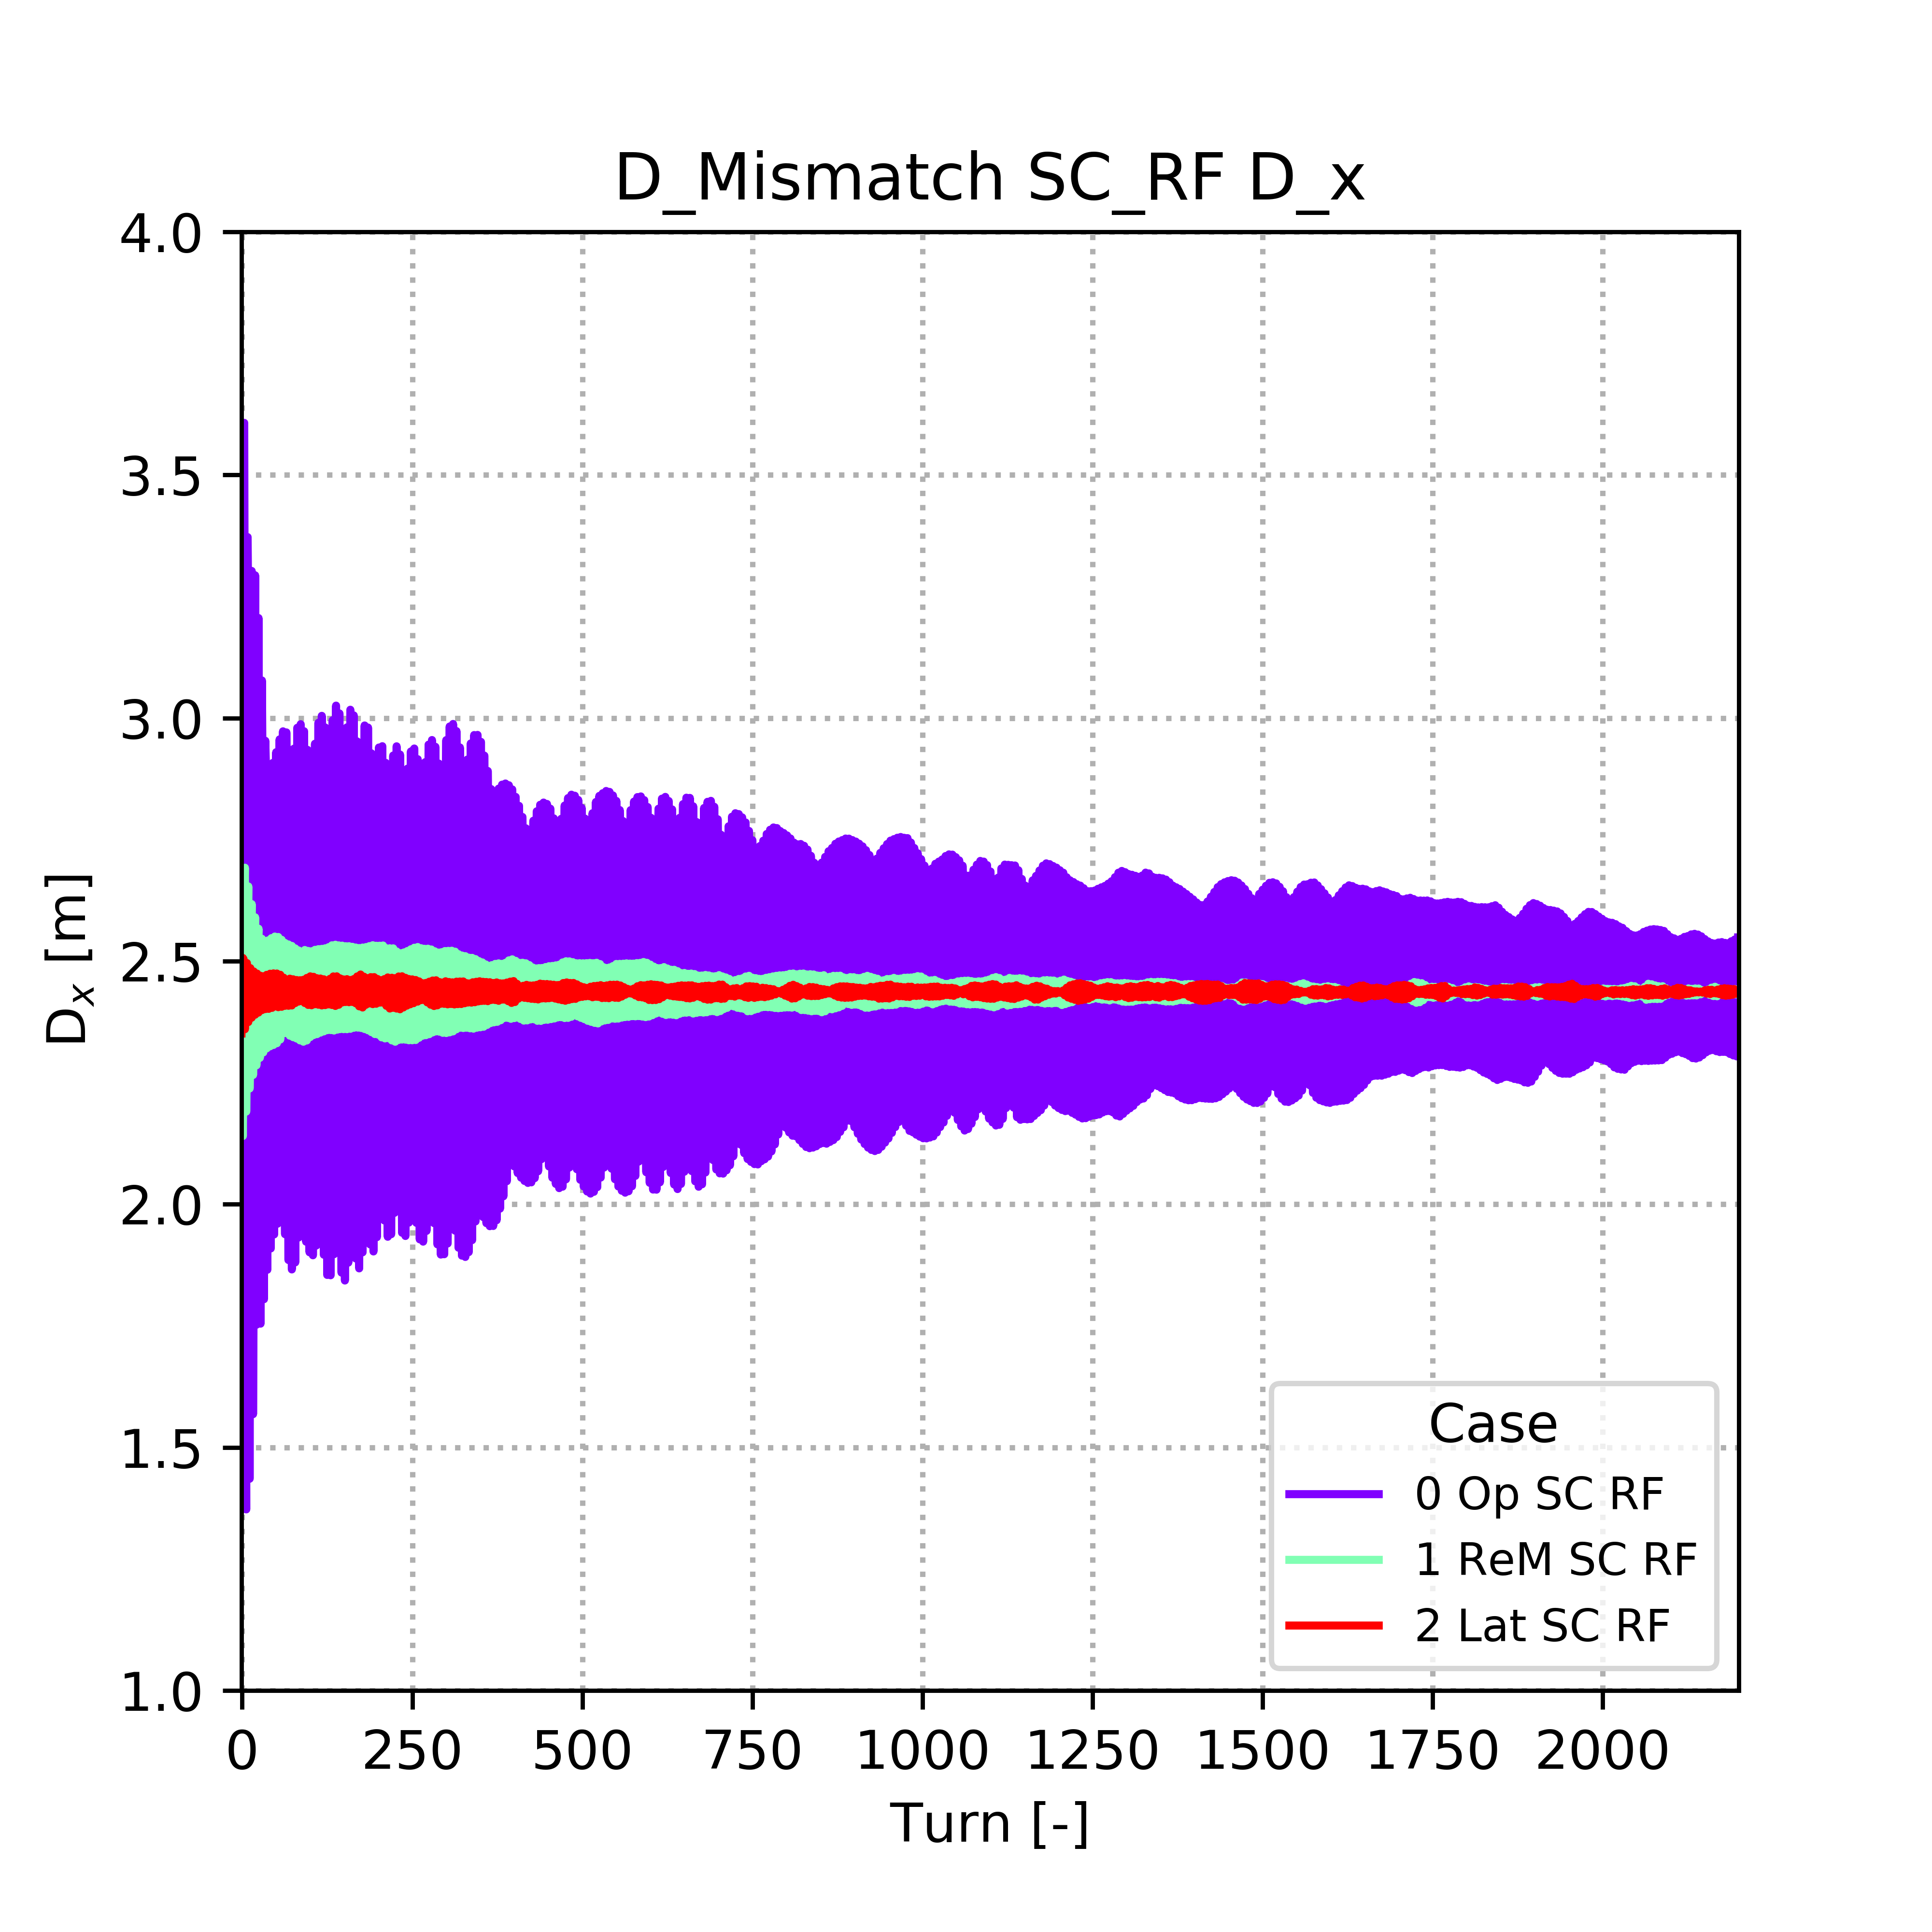 D_Mismatch SC_RF D_x
4.0
3.5
3.0
2.5
2.0
1.5
1.0
Dx [m]
0 250 500 750 1000 1250 1500 1750 2000
Turn [-]
Case
0 Op SC RF
1 ReM SC RF
2 Lat SC RF